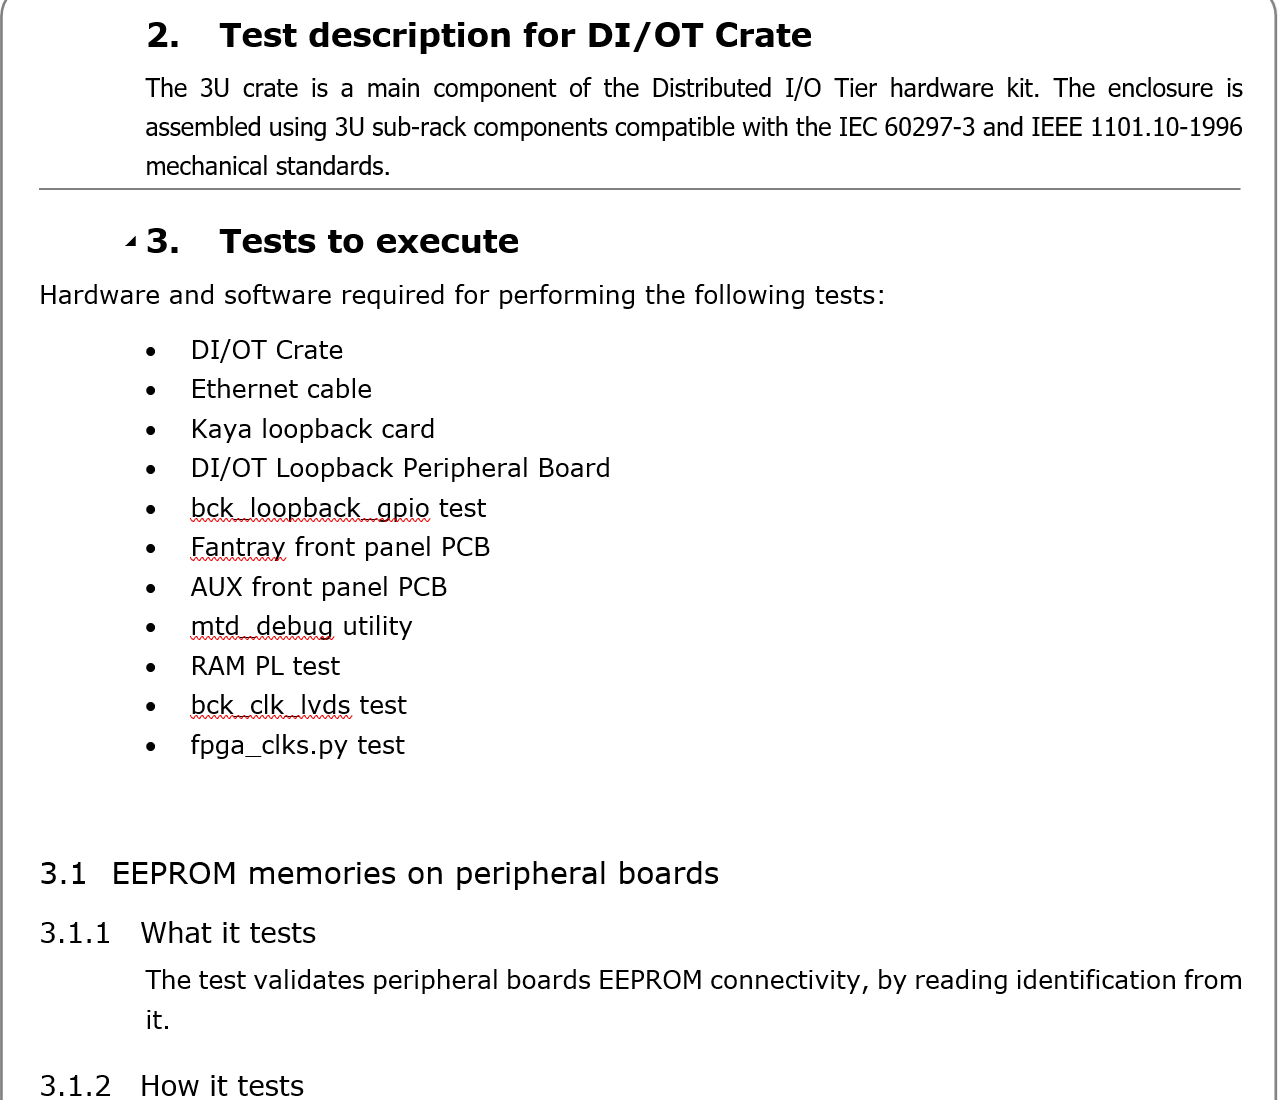 2. Test description for DI/OT Crate
The 3U crate is a main component of the Distributed I/O Tier hardware kit. The enclosure is
assembled using 3U sub-rack components compatible with the IEC 60297-3 and IEEE 1101.10-1996
mechanical standards.
3. Tests to execute
Hardware and software required for performing the following tests:
• DI/OT Crate
• Ethernet cable
• Kaya loopback card
• DI/OT Loopback Peripheral Board
• bck_loopback_gpio test
• Fantray front panel PCB
• AUX front panel PCB
• mtd_debug utility
• RAM PL test
• bck_clk_lvds test
• fpga_clks.py test
3.1 EEPROM memories on peripheral boards
3.1.1 What it tests
The test validates peripheral boards EEPROM connectivity, by reading identification from
it.
3.1.2 How it tests